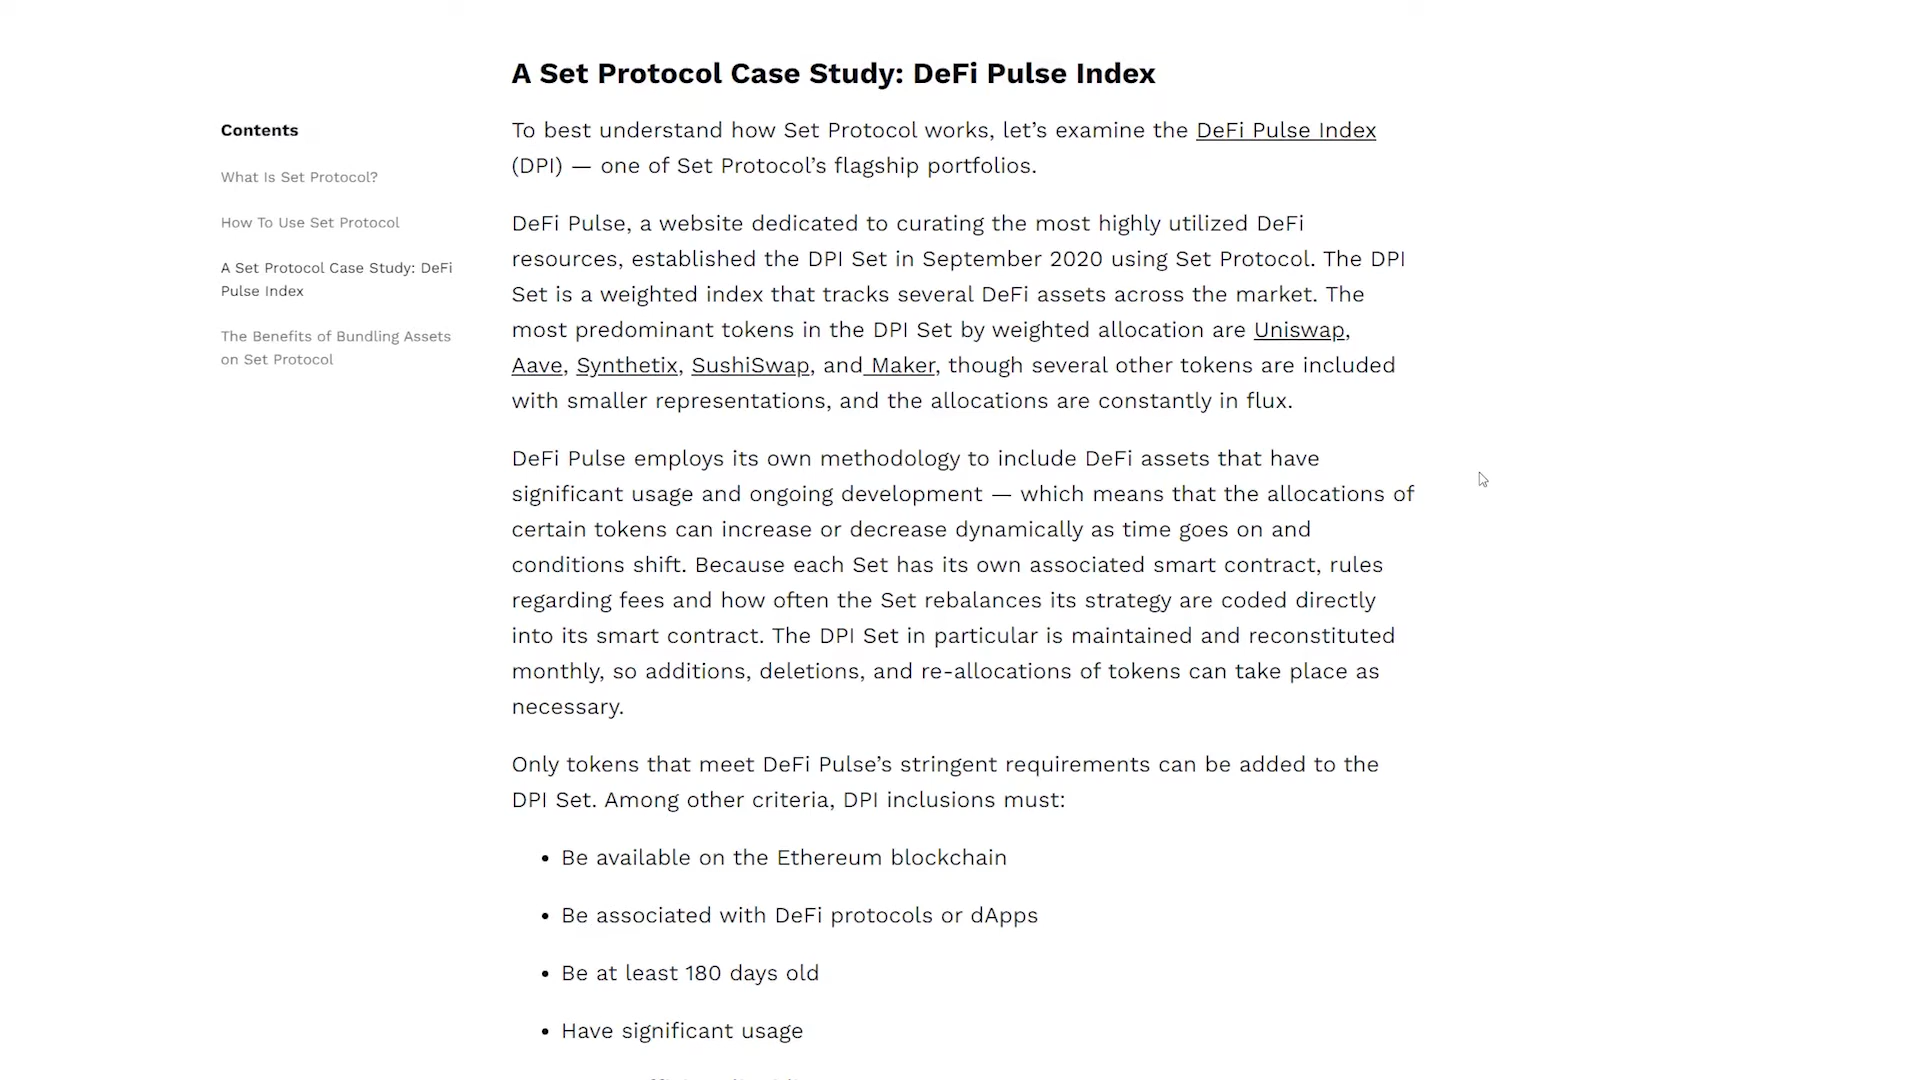 A Set Protocol Case Study: DeFi Pulse Index
Contents
What Is Set Protocol?
How To Use Set Protocol
A Set Protocol Case Study: DeFi
Pulse Index
The Benefits of Bundling Assets
on Set Protocol
To best understand how Set Protocol works, let’s examine the DeFi Pulse Index
(DPI) — one of Set Protocol’s flagship portfolios.
DeFi Pulse, a website dedicated to curating the most highly utilized DeFi
resources, established the DPI Set in September 2020 using Set Protocol. The DPI
Set is a weighted index that tracks several DeFi assets across the market. The
most predominant tokens in the DPI Set by weighted allocation are Uniswap,
Aave, Synthetix, SushiSwap, and Maker, though several other tokens are included
with smaller representations, and the allocations are constantly in flux.
DeFi Pulse employs its own methodology to include DeFi assets that have
significant usage and ongoing development — which means that the allocations of
certain tokens can increase or decrease dynamically as time goes on and
conditions shift. Because each Set has its own associated smart contract, rules
regarding fees and how often the Set rebalances its strategy are coded directly
into its smart contract. The DPI Set in particular is maintained and reconstituted
monthly, so additions, deletions, and re-allocations of tokens can take place as
necessary.
Only tokens that meet DeFi Pulse’s stringent requirements can be added to the
DPI Set. Among other criteria, DPI inclusions must:
• Be available on the Ethereum blockchain
• Be associated with DeFi protocols or dApps
• Be at least 180 days old
• Have significant usage